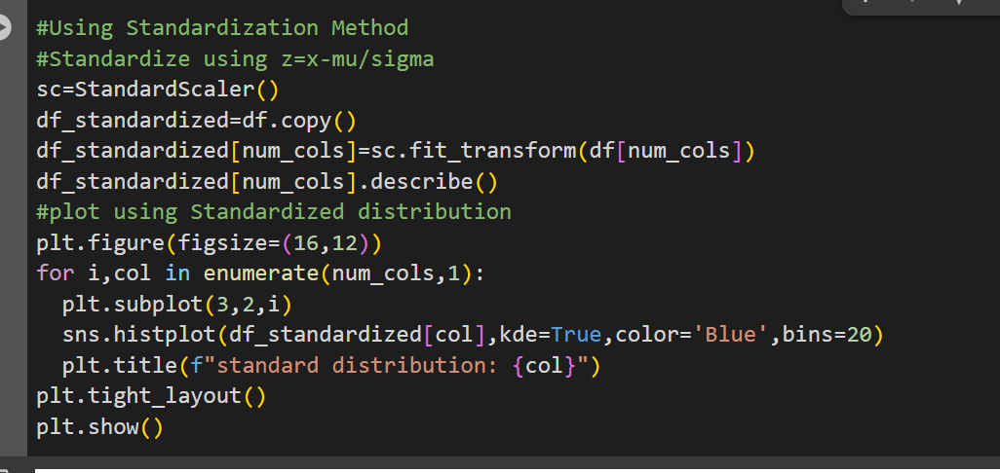 #Using Standardization Method
#Standardize using z=x-mu/sigma
sc=StandardScaler()
df_standardized=df.copy()
df_standardized[num_cols]=sc.fit_transform(df[num_cols])
df_standardized[num_cols].describe()
#plot using Standardized distribution
plt.figure(figsize=(16,12))
for i,col in enumerate(num_cols,1):
  plt.subplot(3,2,i)
  sns.histplot(df_standardized[col],kde=True,color='Blue',bins=20)
  plt.title(f"standard distribution: {col}")
plt.tight_layout()
plt.show()